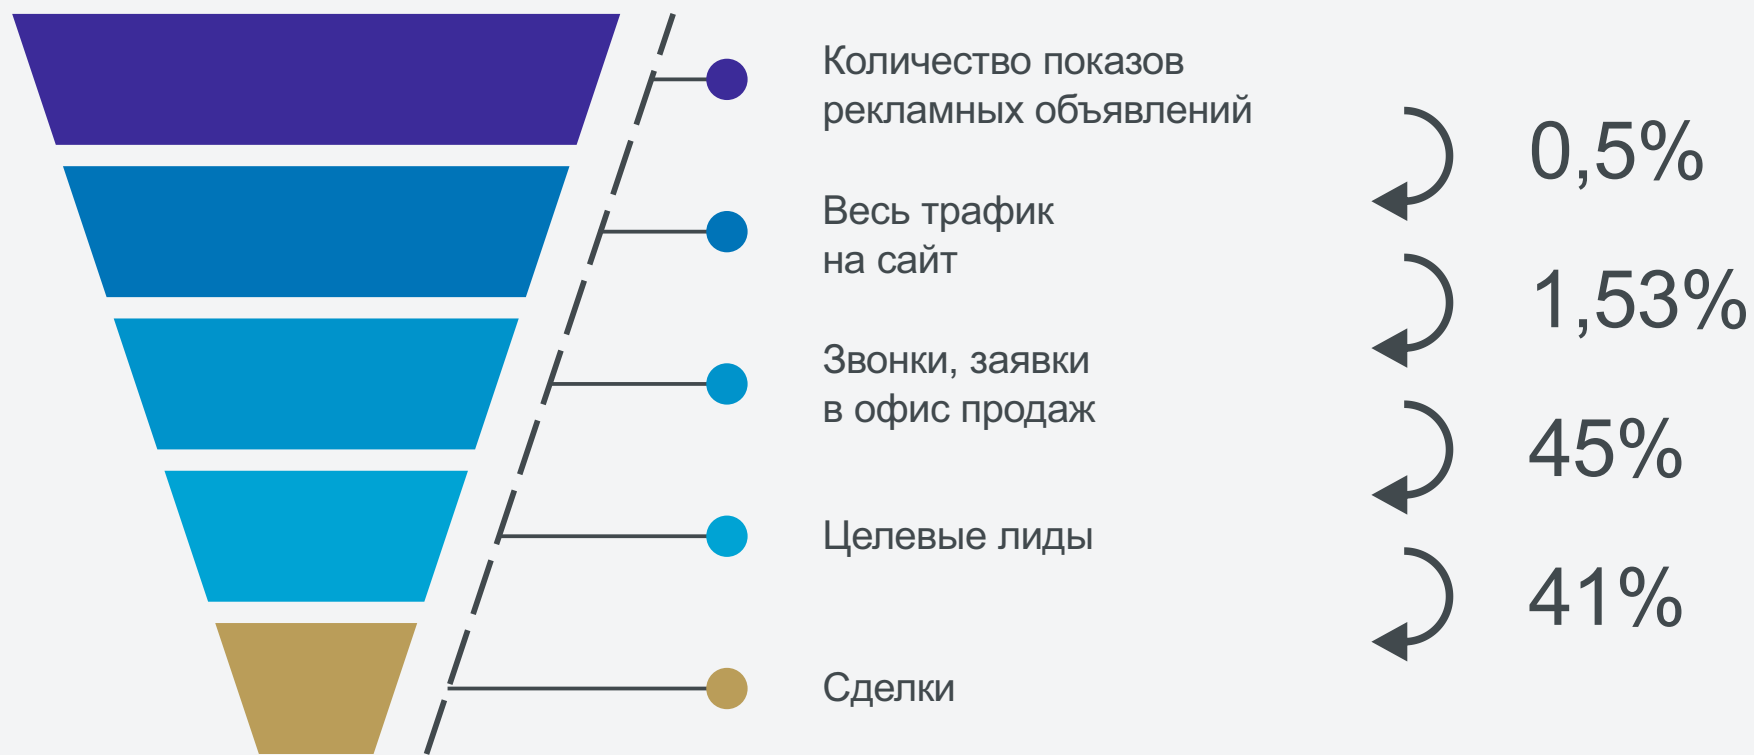 Количество показов
рекламных объявлений
0,5%
Весь трафик
на сайт
1,53%
Звонки, заявки
в офис продаж
45%
Целевые лиды
41%
Сделки